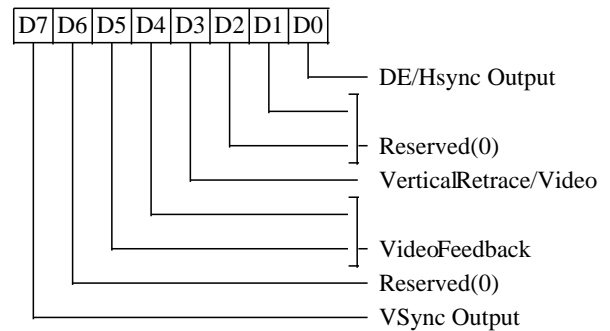 D7 D6 D5 D4 D3 D2 D1 D0
DE/Hsync Output
Reserved(0)
VerticalRetrace/Video
VideoFeedback
Reserved(0)
VSync Output